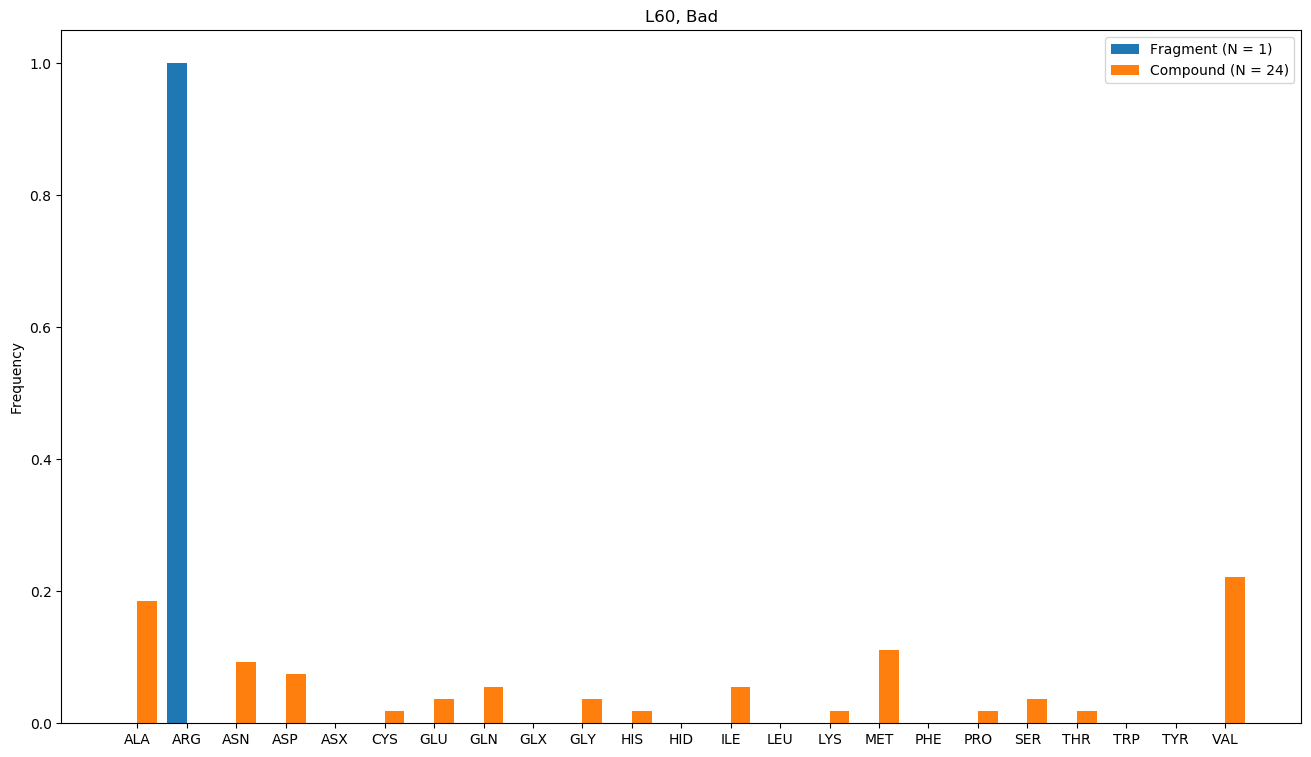 L60, Bad
Fragment (N = 1)
Compound (N = 24)
Frequency
1.0
0.8
0.6
0.4
0.2
0.0
ALA ARG ASN ASP ASX CYS GLU GLN GLX GLY HIS HID ILE LEU LYS MET PHE PRO SER THR TRP TYR VAL